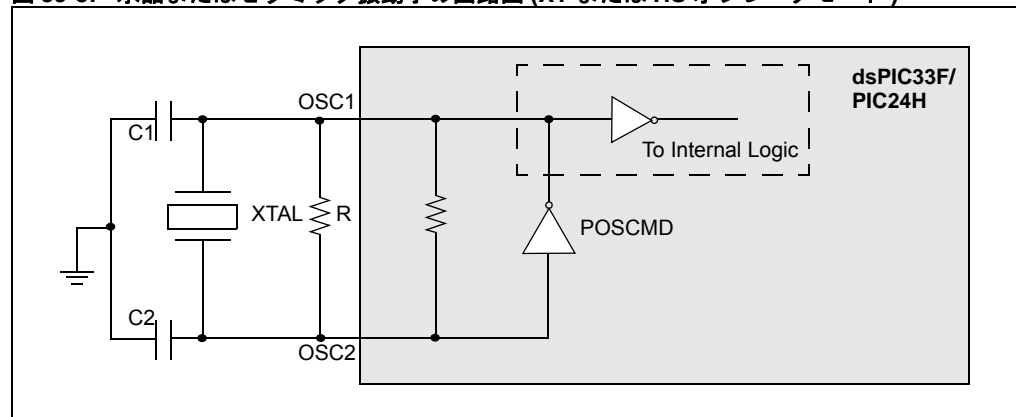 dsPIC33F/
PIC24H
OSC1
C1
To Internal Logic
XTAL
R
POSCMD
C2
OSC2